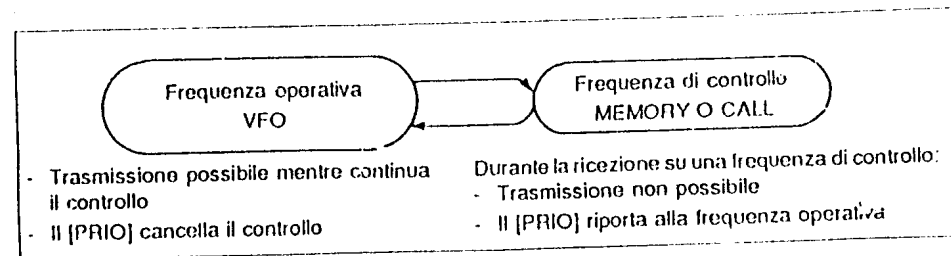 Frequenza operativa
VFO
Frequenza di controllo
MEMORY O CALL
- Trasmissione possibile mentre continua
il controllo
- Il [PRIO] cancella il controllo
Durante la ricezione su una frequenza di controllo:
- Trasmissione non possibile
- Il [PRIO] riporta alla frequenza operativa